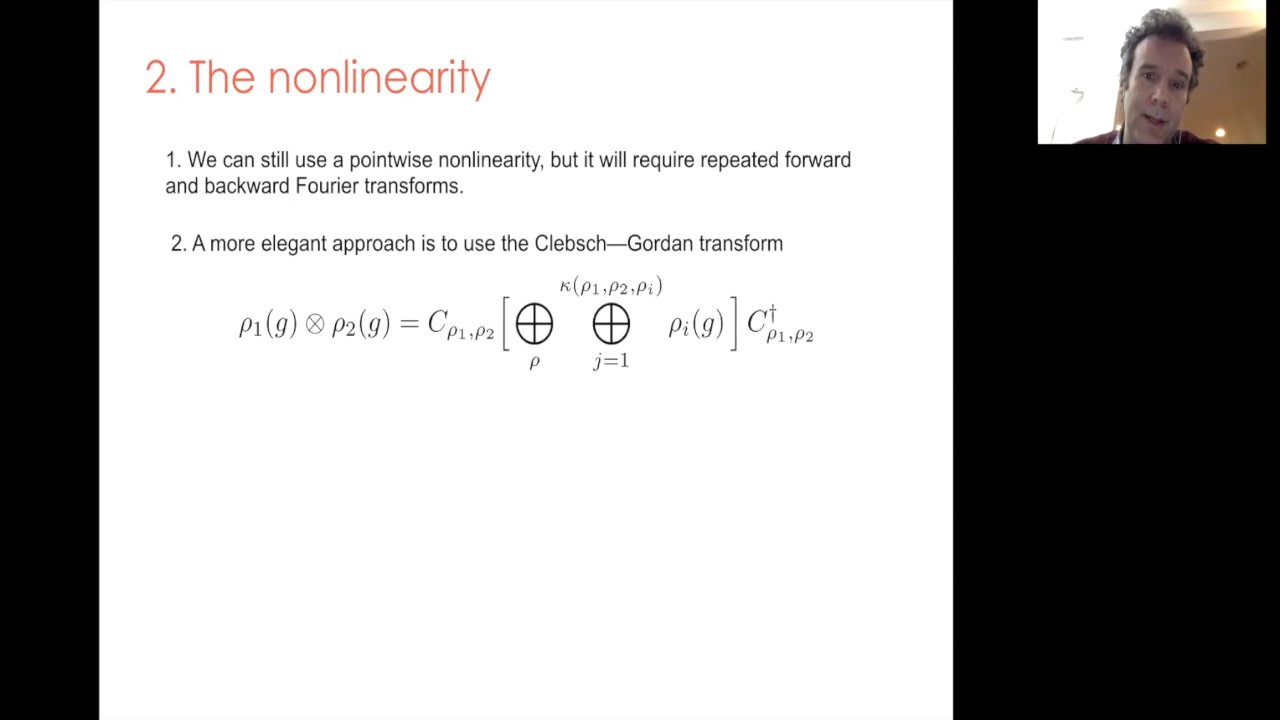 2. The nonlinearity
1. We can still use a pointwise nonlinearity, but it will require repeated forward
and backward Fourier transforms.
2. A more elegant approach is to use the Clebsch—Gordan transform
κ(ρ₁,ρ₂,ρᵢ)
ρ₁(g) ⊗ ρ₂(g) = C_{ρ₁,ρ₂} [ ⊕ ⊕ ρᵢ(g) ] C†_{ρ₁,ρ₂}
ρ j=1